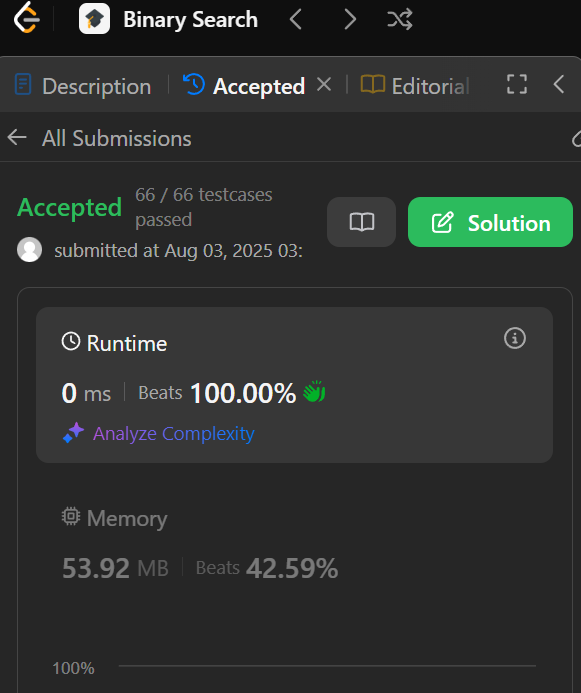 Binary Search
Description
Accepted
Editorial
All Submissions
Accepted 66 / 66 testcases
passed
Solution
submitted at Aug 03, 2025 03:
Runtime
0 ms Beats 100.00%
Analyze Complexity
Memory
53.92 MB Beats 42.59%
100%